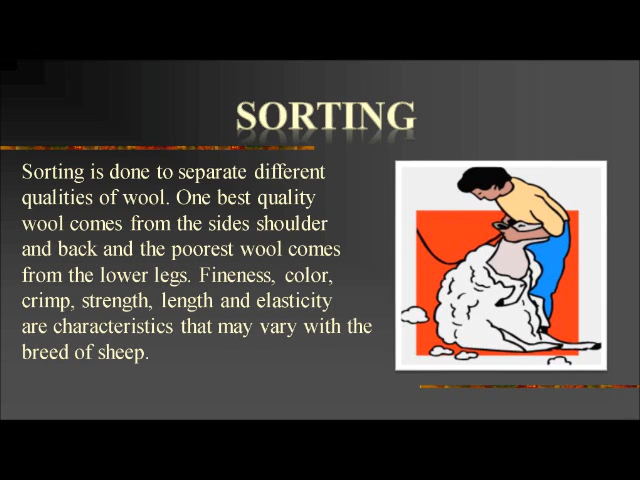 SORTING
Sorting is done to separate different
qualities of wool. One best quality
wool comes from the sides shoulder
and back and the poorest wool comes
from the lower legs. Fineness, color,
crimp, strength, length and elasticity
are characteristics that may vary with the
breed of sheep.